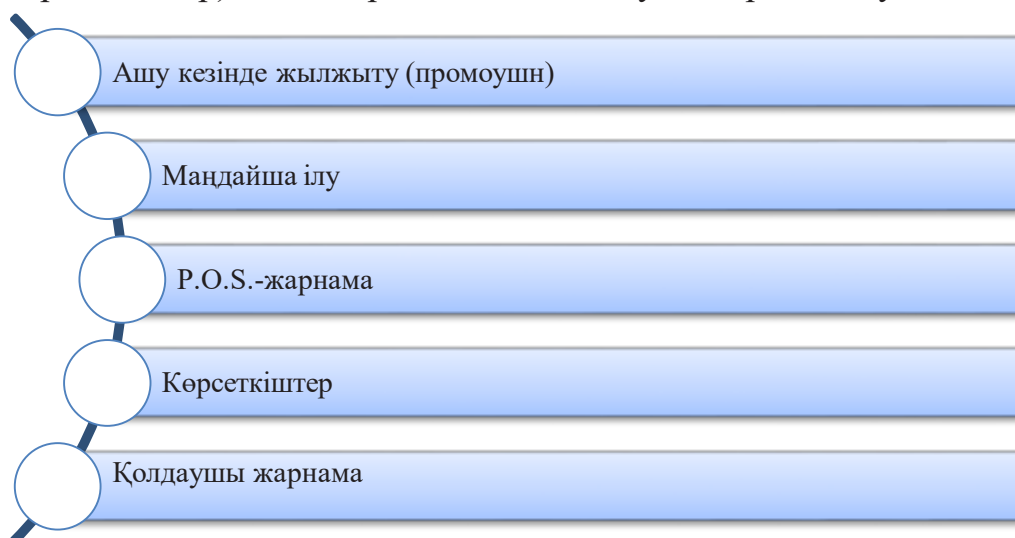 Ашу кезінде жылжыту (промоушн)
Маңдайша ілу
P.O.S.-жарнама
Көрсеткіштер
Қолдаушы жарнама